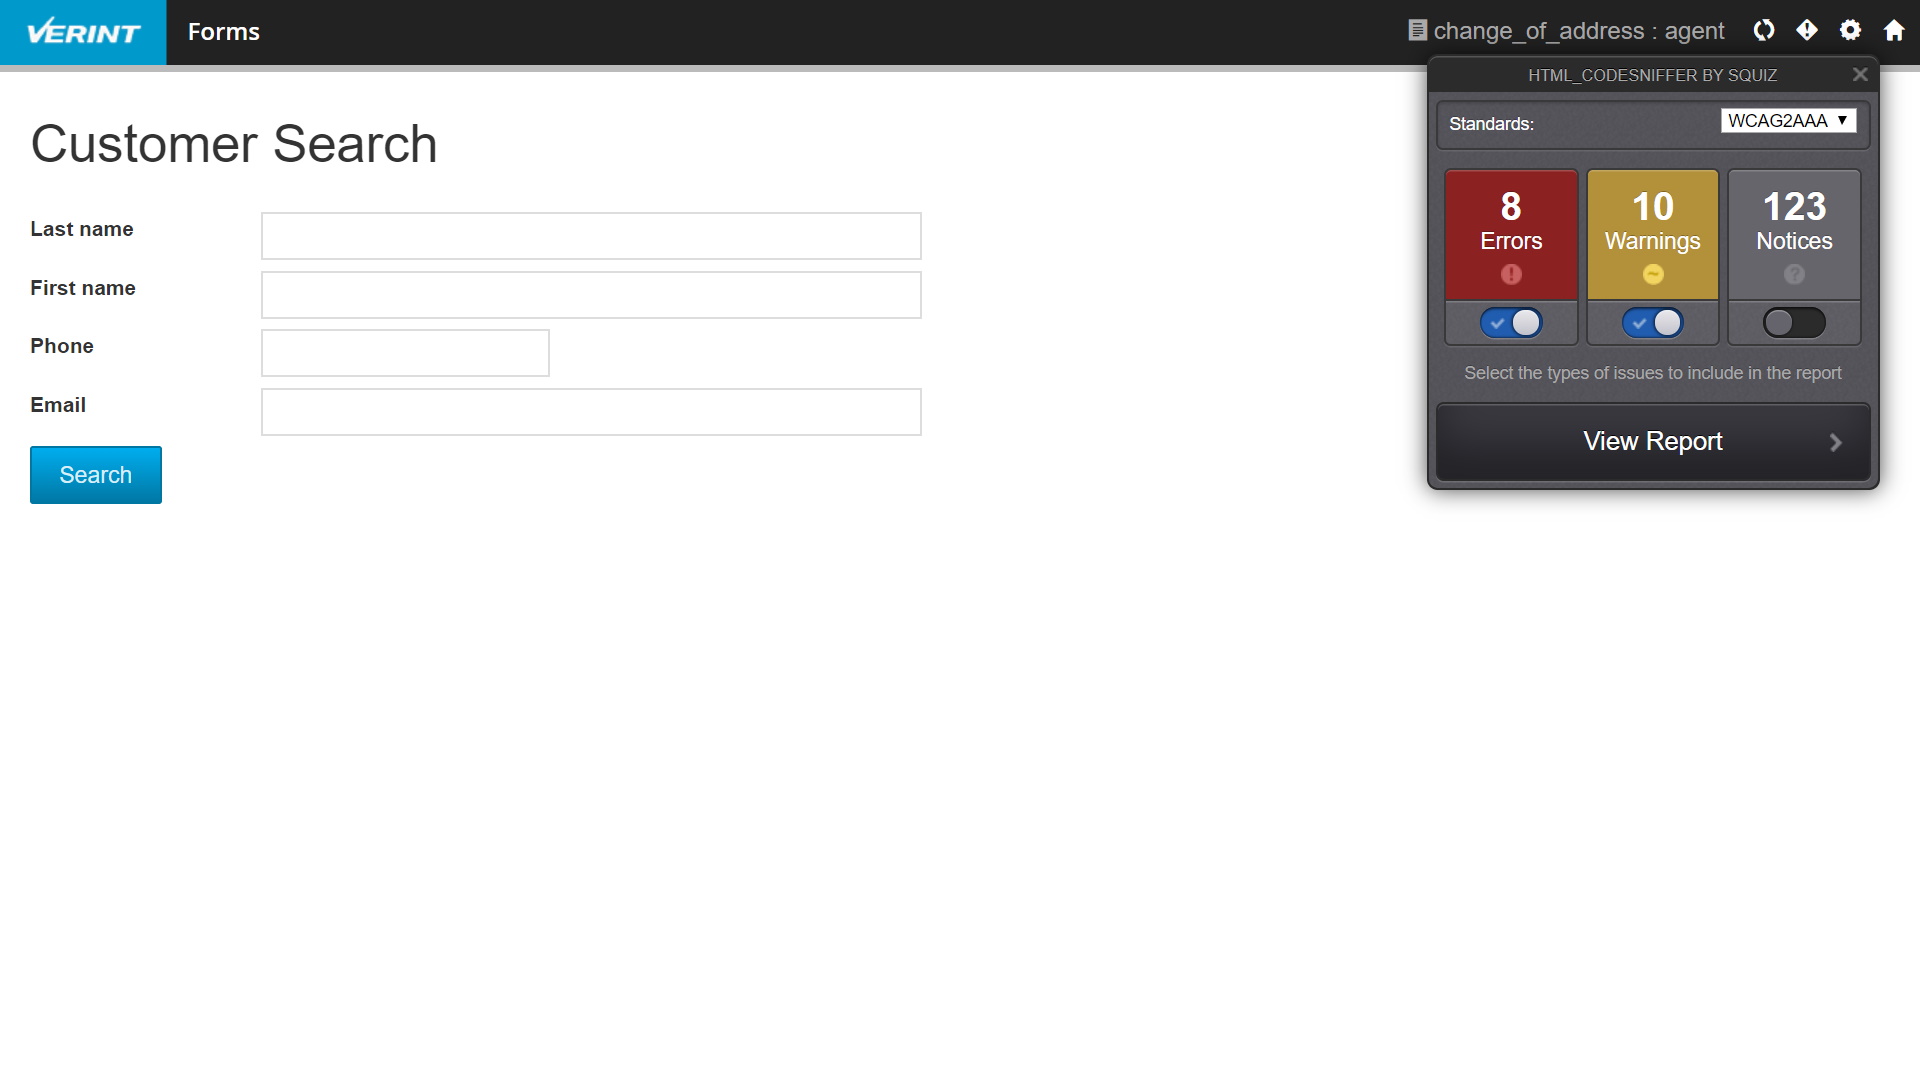 VERINT
Forms
change_of_address : agent
HTML_CODESNIFFER BY SQUIZ
Standards:
WCAG2AAA
8
Errors
10
Warnings
123
Notices
Select the types of issues to include in the report
View Report
Customer Search
Last name
First name
Phone
Email
Search